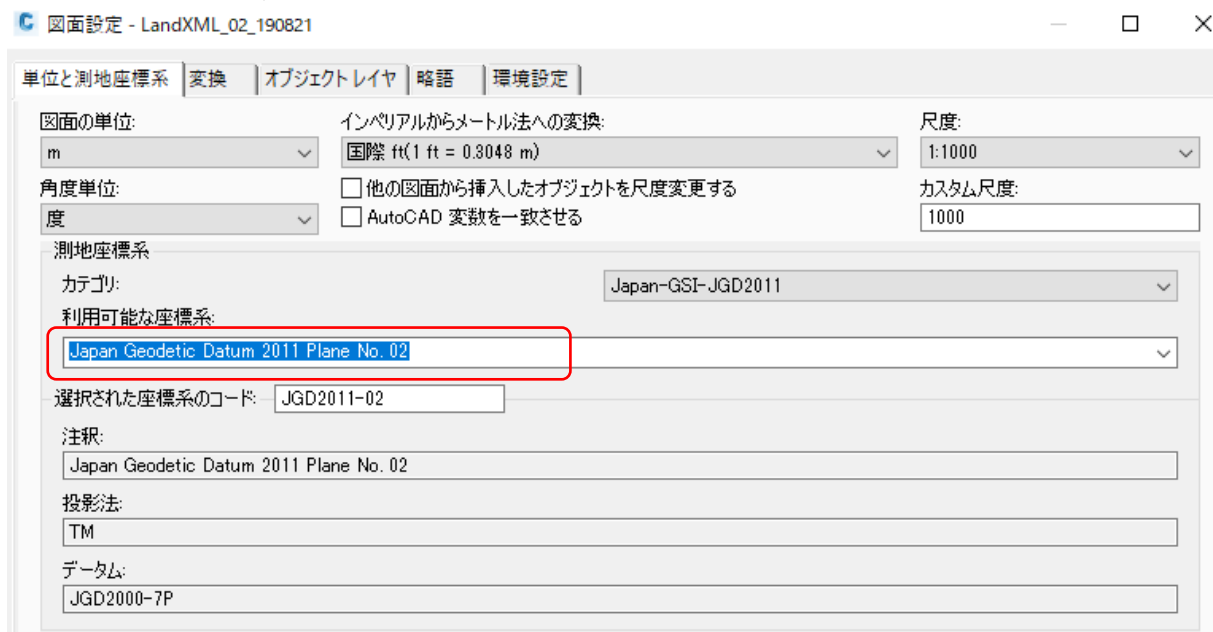 図面設定 - LandXML_02_190821
単位と測地座標系 変換 オブジェクト レイヤ 略語 環境設定
図面の単位: インペリアルからメートル法への変換: 尺度:
m 国際 ft(1 ft = 0.3048 m) 1:1000
角度単位: 他の図面から挿入したオブジェクトを尺度変更する カスタム尺度:
度 AutoCAD 変数を一致させる 1000
測地座標系
カテゴリ: Japan-GSI-JGD2011
利用可能な座標系:
Japan Geodetic Datum 2011 Plane No. 02
選択された座標系のコード: JGD2011-02
注釈:
Japan Geodetic Datum 2011 Plane No. 02
投影法:
TM
データム:
JGD2000-7P